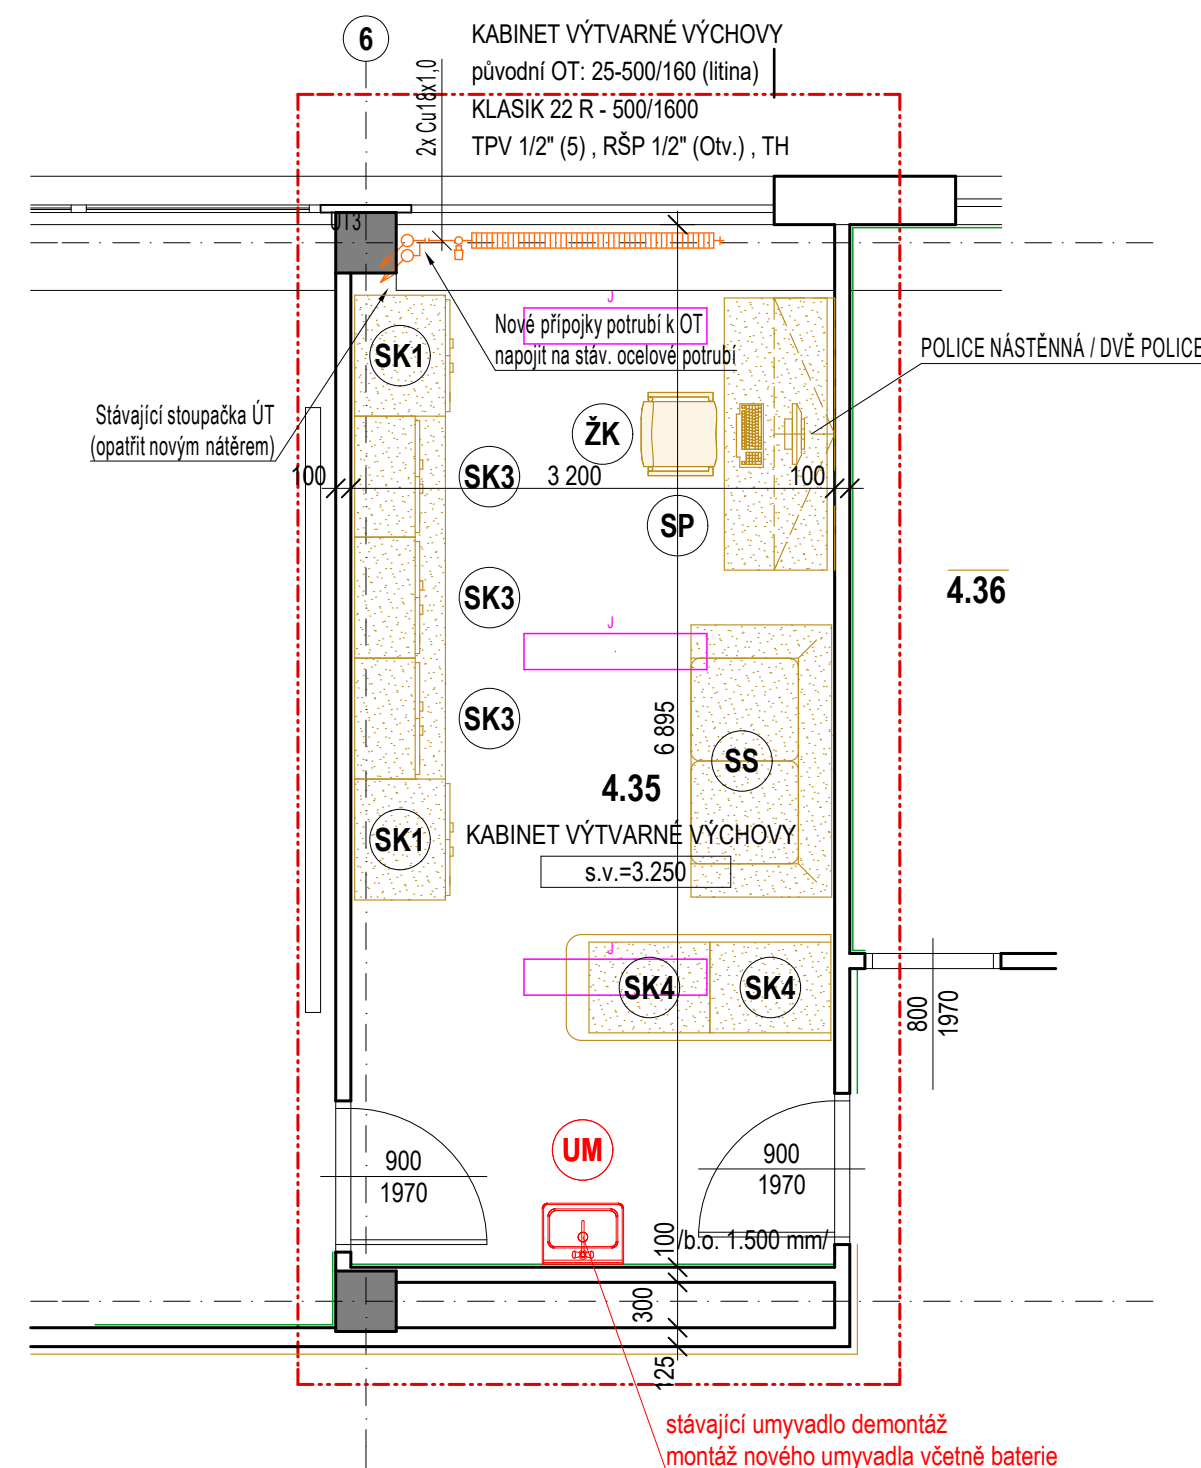 6
KABINET VÝTVARNÉ VÝCHOVY
původní OT: 25-500/160 (litina)
KLASIK 22 R - 500/1600
TPV 1/2" (5) , RŠP 1/2" (Otv.) , TH
2x Cu18x1,0
J
Nové přípojky potrubí k OT
napojit na stáv. ocelové potrubí
SK1
POLICE NÁSTĚNNÁ / DVĚ POLICE
Stávající stoupačka ÚT
(opatřit novým nátěrem)
ŽK
100
SK3
3 200
100
SP
SK3
4.36
J
SK3
6 895
SS
4.35
SK1
KABINET VÝTVARNÉ VÝCHOVY
s.v.=3.250
J
SK4
SK4
800
1970
UM
900
1970
900
1970
100
/b.o. 1.500 mm/
300
125
stávající umyvadlo demontáž
montáž nového umyvadla včetně baterie